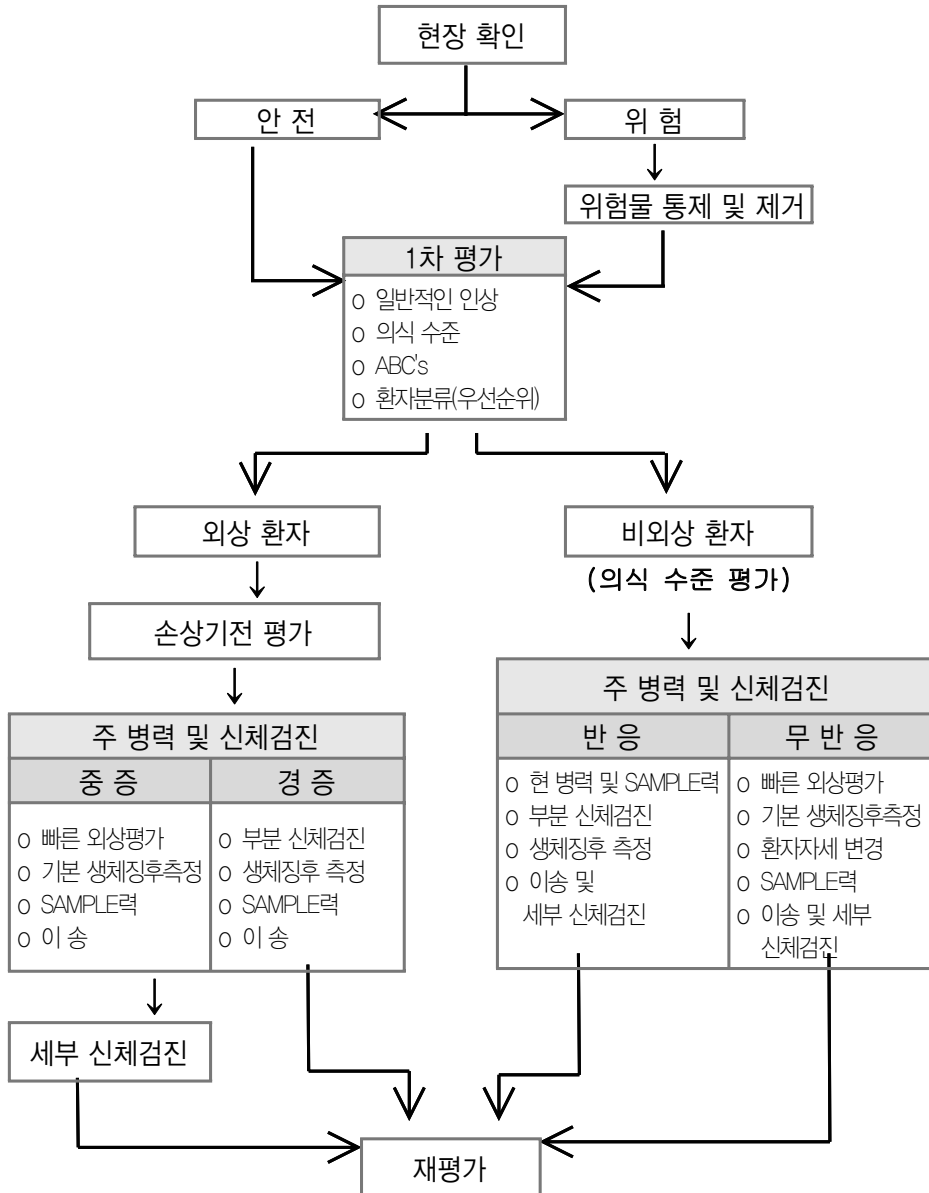 현장 확인
안 전
위 험
위험물 통제 및 제거
1차 평가
o 일반적인 인상
o 의식 수준
o ABC's
o 환자분류(우선순위)
외상 환자
비외상 환자
(의식 수준 평가)
손상기전 평가
주 병력 및 신체검진
중 증
경 증
o 빠른 외상평가
o 기본 생체징후측정
o SAMPLE력
o 이 송
o 부분 신체검진
o 생체징후 측정
o SAMPLE력
o 이 송
주 병력 및 신체검진
반 응
무 반 응
o 현 병력 및 SAMPLE력
o 부분 신체검진
o 생체징후 측정
o 이송 및
세부 신체검진
o 빠른 외상평가
o 기본 생체징후측정
o 환자자세 변경
o SAMPLE력
o 이송 및 세부
신체검진
세부 신체검진
재평가